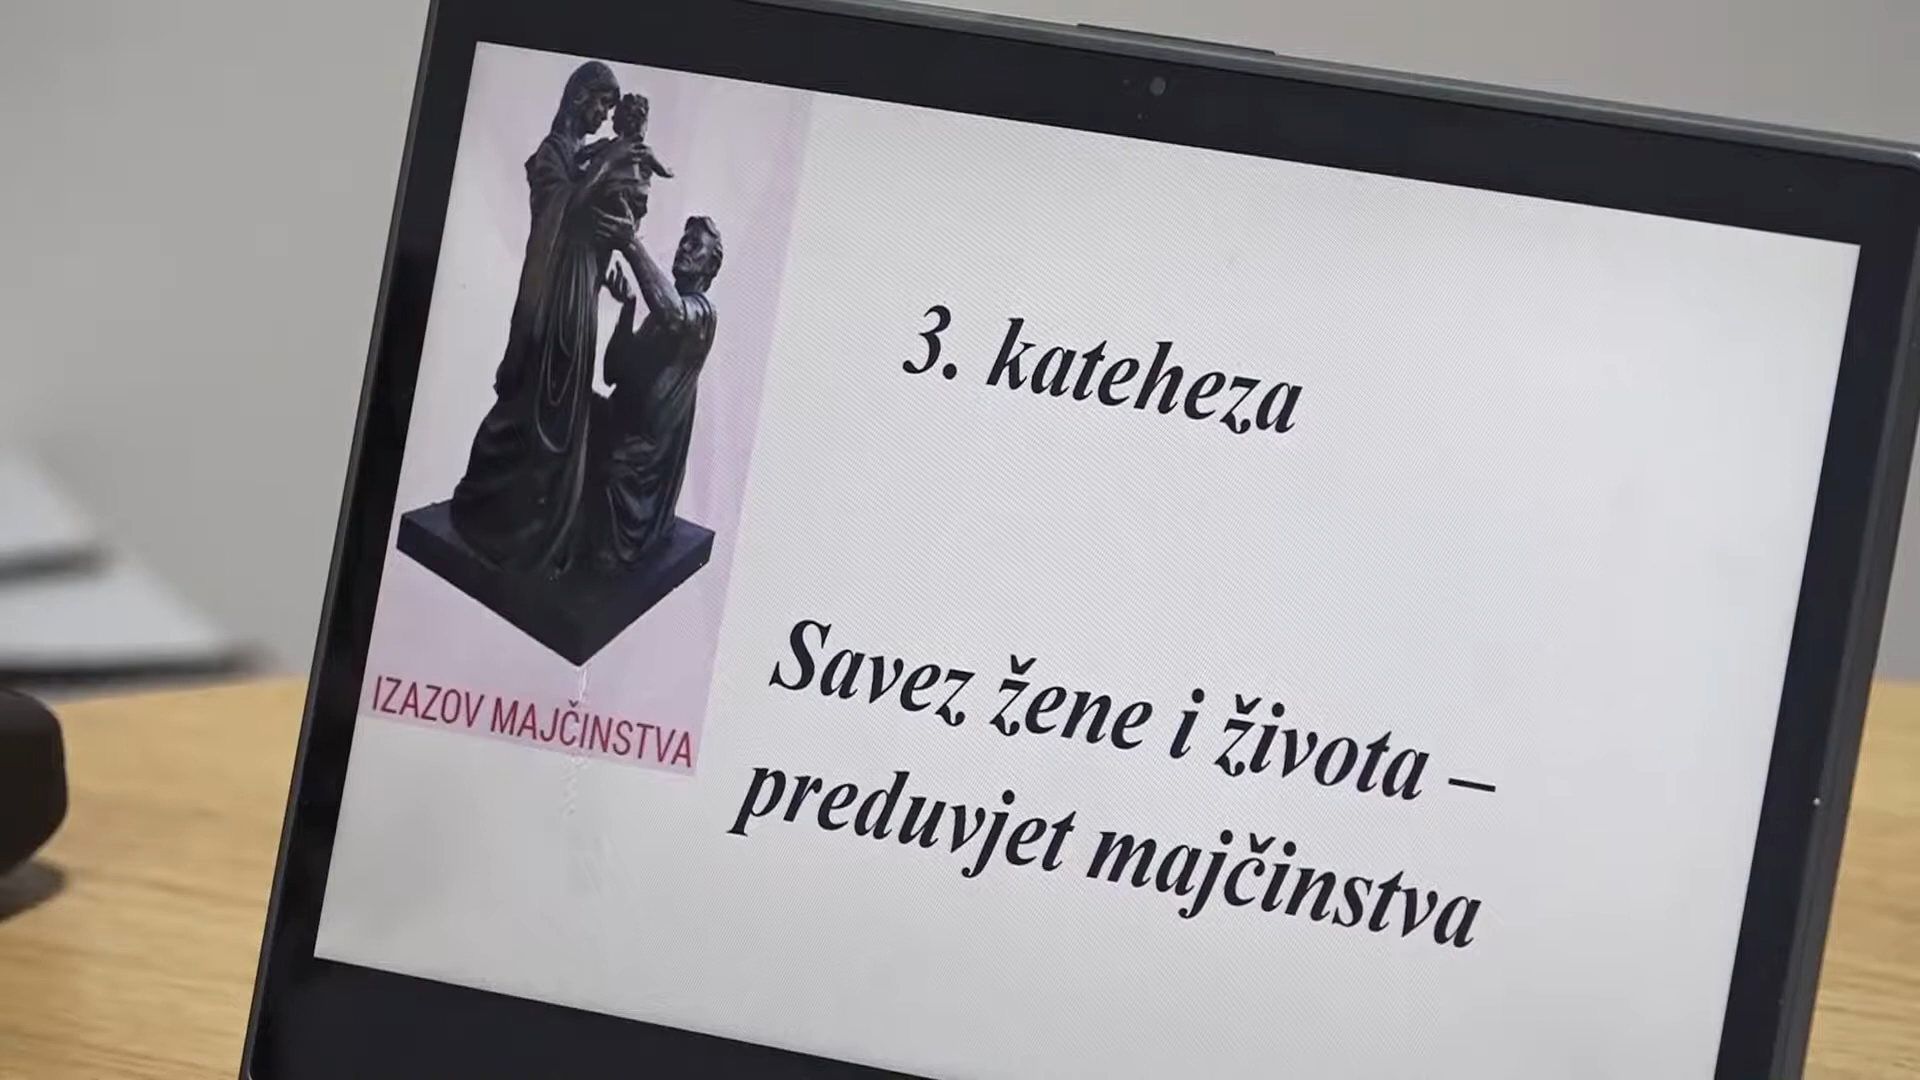 3. kateheza
Savez žene i života –
preduvjet majčinstva
IZAZOV MAJČINSTVA